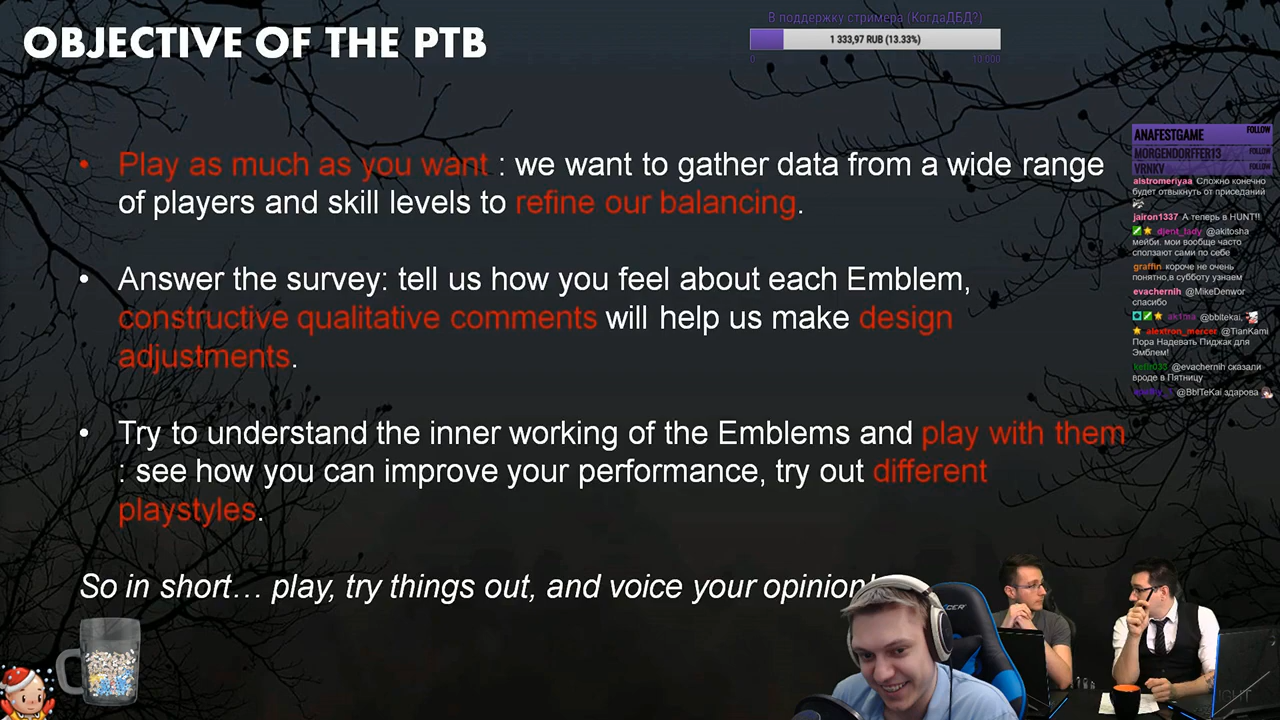 OBJECTIVE OF THE PTB
В поддержку стримера (КогдаДБД?)
1 333,97 RUB (13.33%)
0 10 000
• Play as much as you want : we want to gather data from a wide range
of players and skill levels to refine our balancing.
• Answer the survey: tell us how you feel about each Emblem,
constructive qualitative comments will help us make design
adjustments.
• Try to understand the inner working of the Emblems and play with them
: see how you can improve your performance, try out different
playstyles.
So in short… play, try things out, and voice your opinion!
ANAFESTGAME FOLLOW
MORGENDORFFER13 FOLLOW
VRNKV FOLLOW
alstromeriyaa Сложно конечно
будет отвыкнуть от приседаний
jairon1337 А теперь в HUNT!!
djent_lady @akitosha
мейби. мои вообще часто
сползают сами по себе
graffin короче не очень
понятно,в субботу узнаем
evachernih @MikeDenwor
спасибо
@bbitekai,
alextron_mercer @TianKami
Пора Надевать Пиджак для
Эмблем!
@evachernih сказали
вроде в Пятницу
@BblTeKai здарова